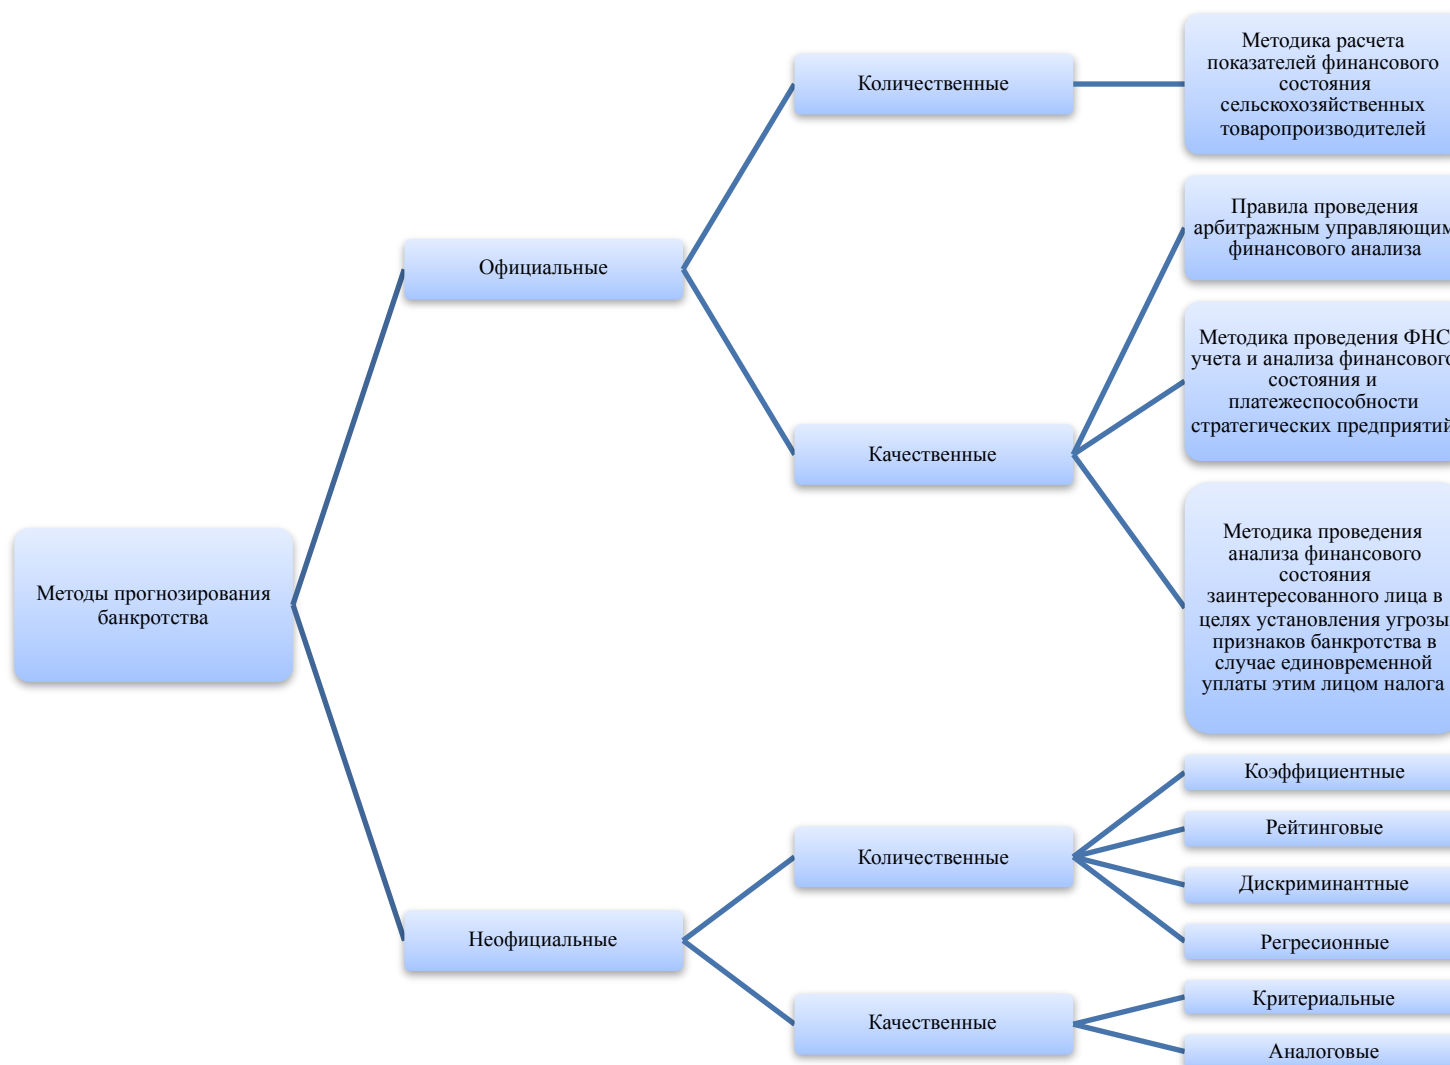 Методы прогнозирования
банкротства
Официальные
Количественные
Методика расчета
показателей финансового
состояния
сельскохозяйственных
товаропроизводителей
Качественные
Правила проведения
арбитражным управляющим
финансового анализа
Методика проведения ФНС
учета и анализа финансового
состояния и
платежеспособности
стратегических предприятий
Методика проведения
анализа финансового
состояния
заинтересованного лица в
целях установления угрозы
признаков банкротства в
случае единовременной
уплаты этим лицом налога
Неофициальные
Количественные
Коэффициентные
Рейтинговые
Дискриминантные
Регресионные
Качественные
Критериальные
Аналоговые